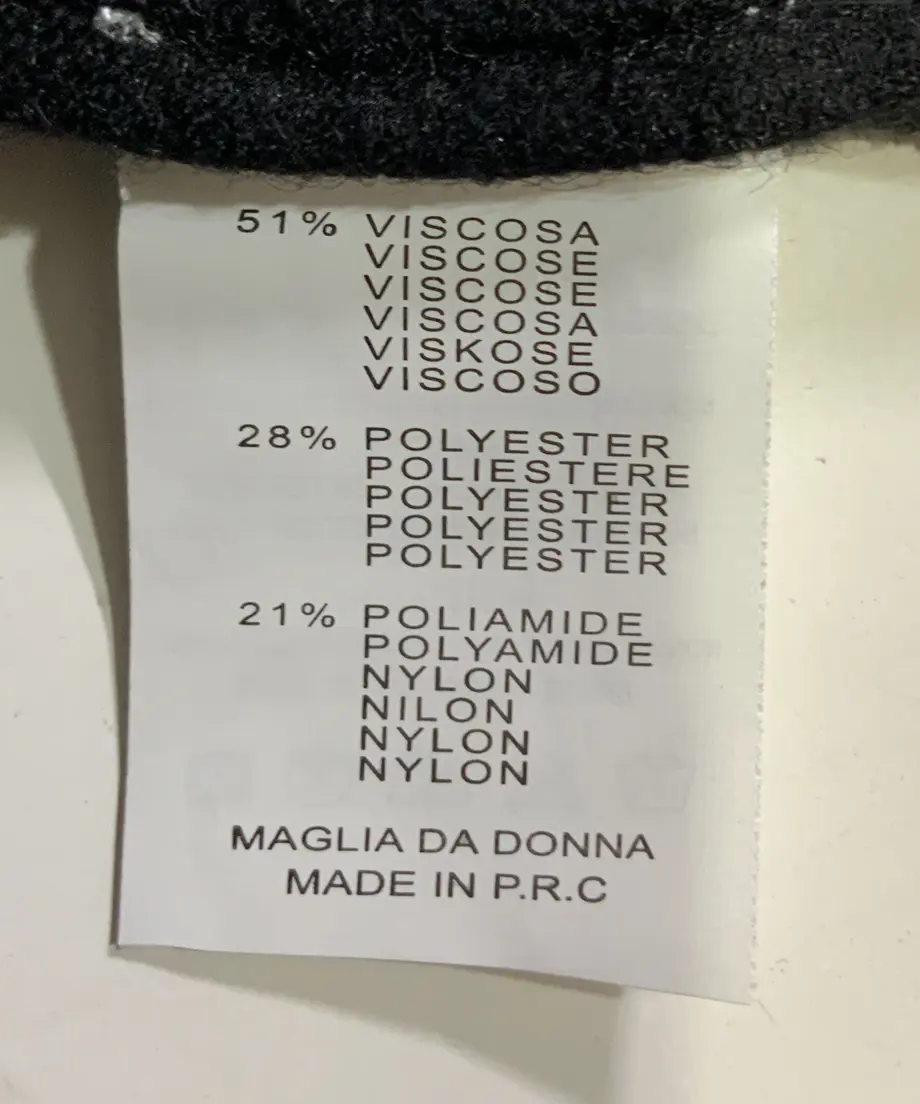 51% VISCOSA
VISCOSE
VISCOSE
VISCOSA
VISKOSE
VISCOSO
28% POLYESTER
POLIESTERE
POLYESTER
POLYESTER
POLYESTER
21% POLIAMIDE
POLYAMIDE
NYLON
NILON
NYLON
NYLON
MAGLIA DA DONNA
MADE IN P.R.C